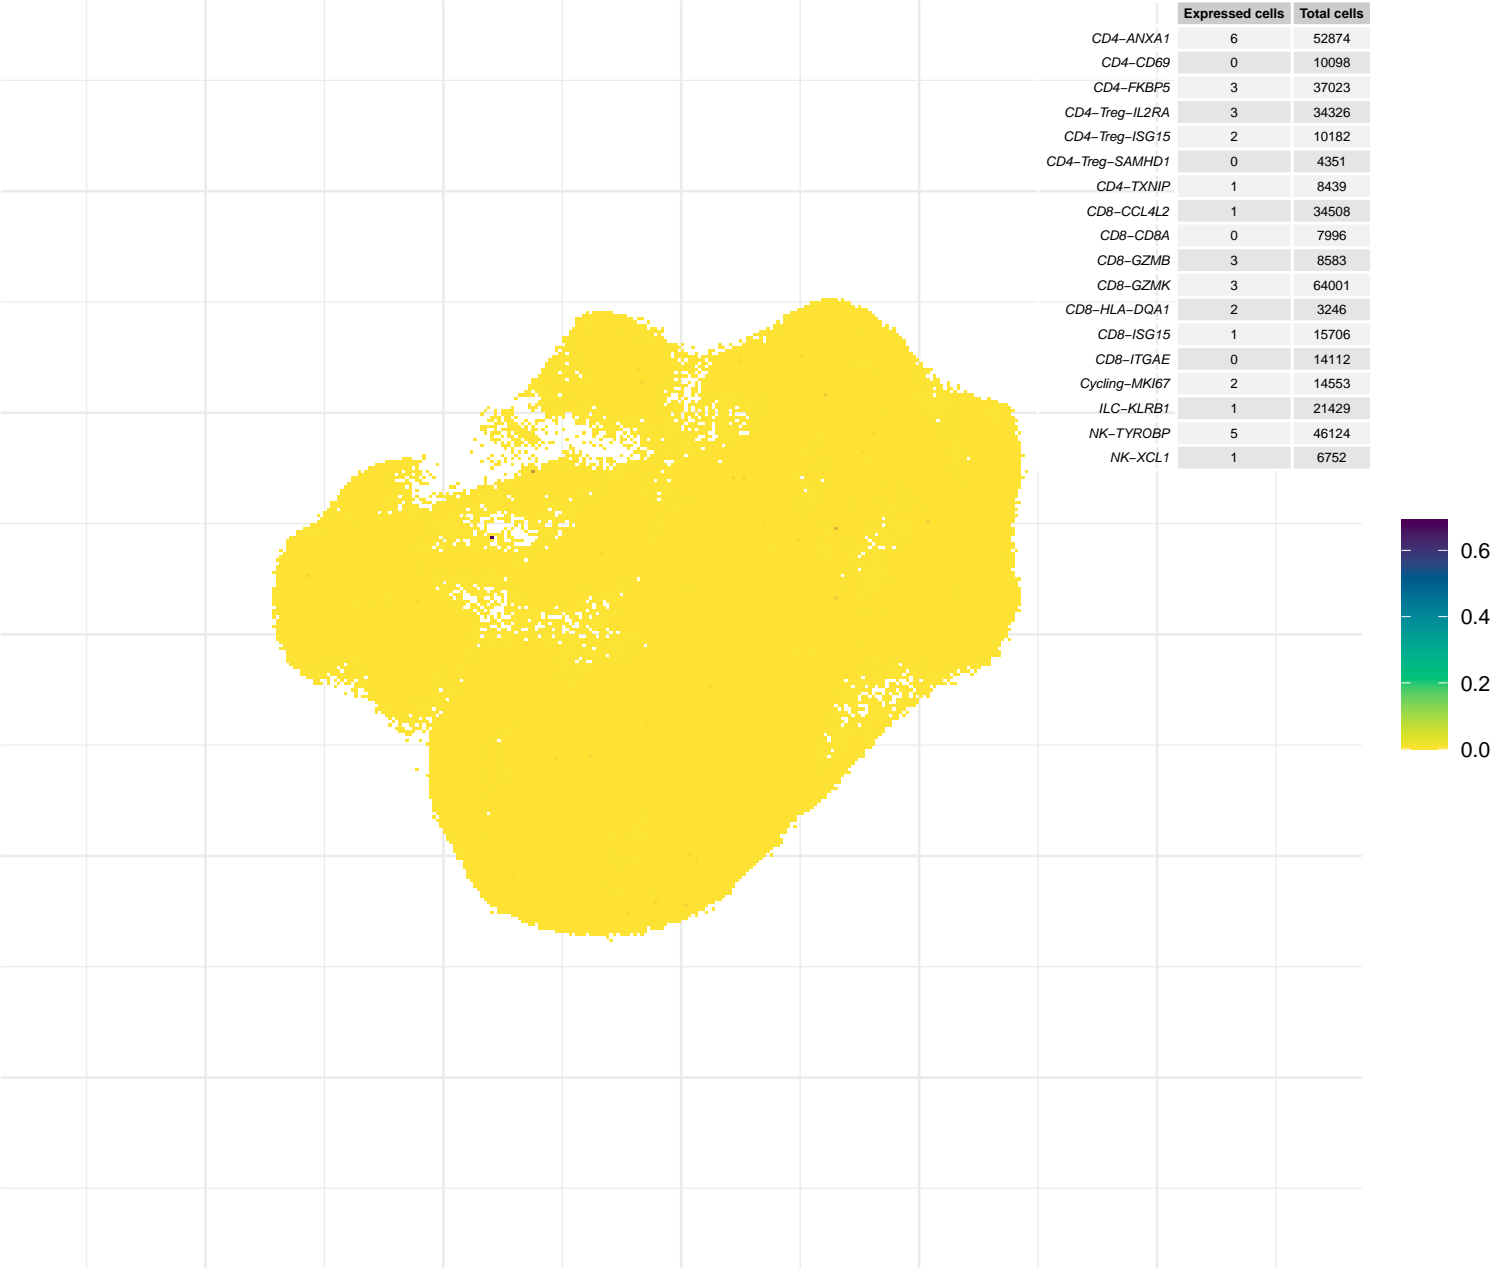 Expressed cells Total cells
CD4−ANXA1 6 52874
CD4−CD69 0 10098
CD4−FKBP5 3 37023
CD4−Treg−IL2RA 3 34326
CD4−Treg−ISG15 2 10182
CD4−Treg−SAMHD1 0 4351
CD4−TXNIP 1 8439
CD8−CCL4L2 1 34508
CD8−CD8A 0 7996
CD8−GZMB 3 8583
CD8−GZMK 3 64001
CD8−HLA−DQA1 2 3246
CD8−ISG15 1 15706
CD8−ITGAE 0 14112
Cycling−MKI67 2 14553
ILC−KLRB1 1 21429
NK−TYROBP 5 46124
NK−XCL1 1 6752
0.6
0.4
0.2
0.0